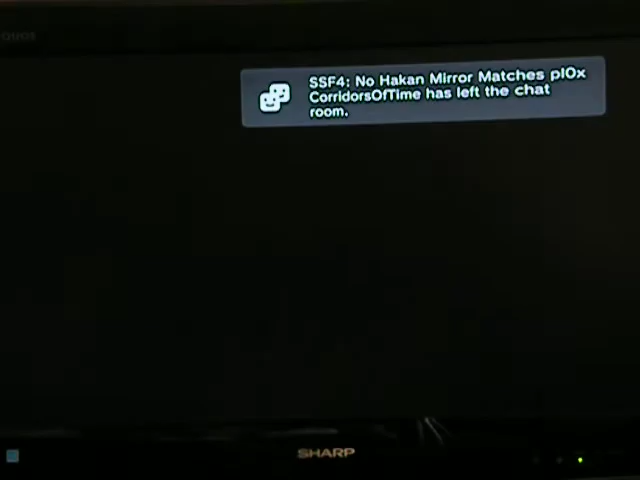 SSF4: No Hakan Mirror Matches pl0x
CorridorsOfTime has left the chat
room.
SHARP